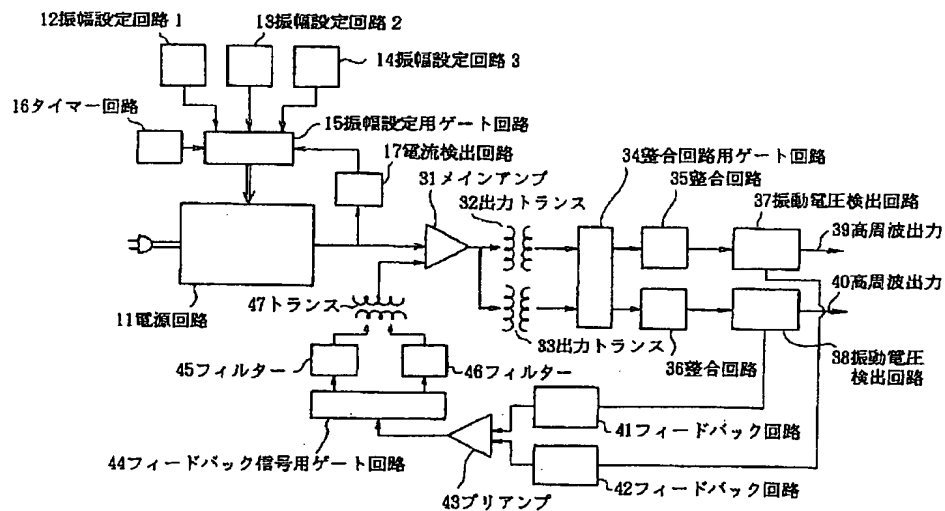 12振幅設定回路1
13振幅設定回路2
14振幅設定回路3
16タイマー回路
15振幅設定用ゲート回路
17電流検出回路
34整合回路用ゲート回路
31メインアンプ
35整合回路
32出力トランス
37振動電圧検出回路
39高周波出力
40高周波出力
47トランス
11電源回路
33出力トランス
38振動電圧
検出回路
36整合回路
45フィルター
46フィルター
41フィードバック回路
44フィードバック信号用ゲート回路
42フィードバック回路
43プリアンプ